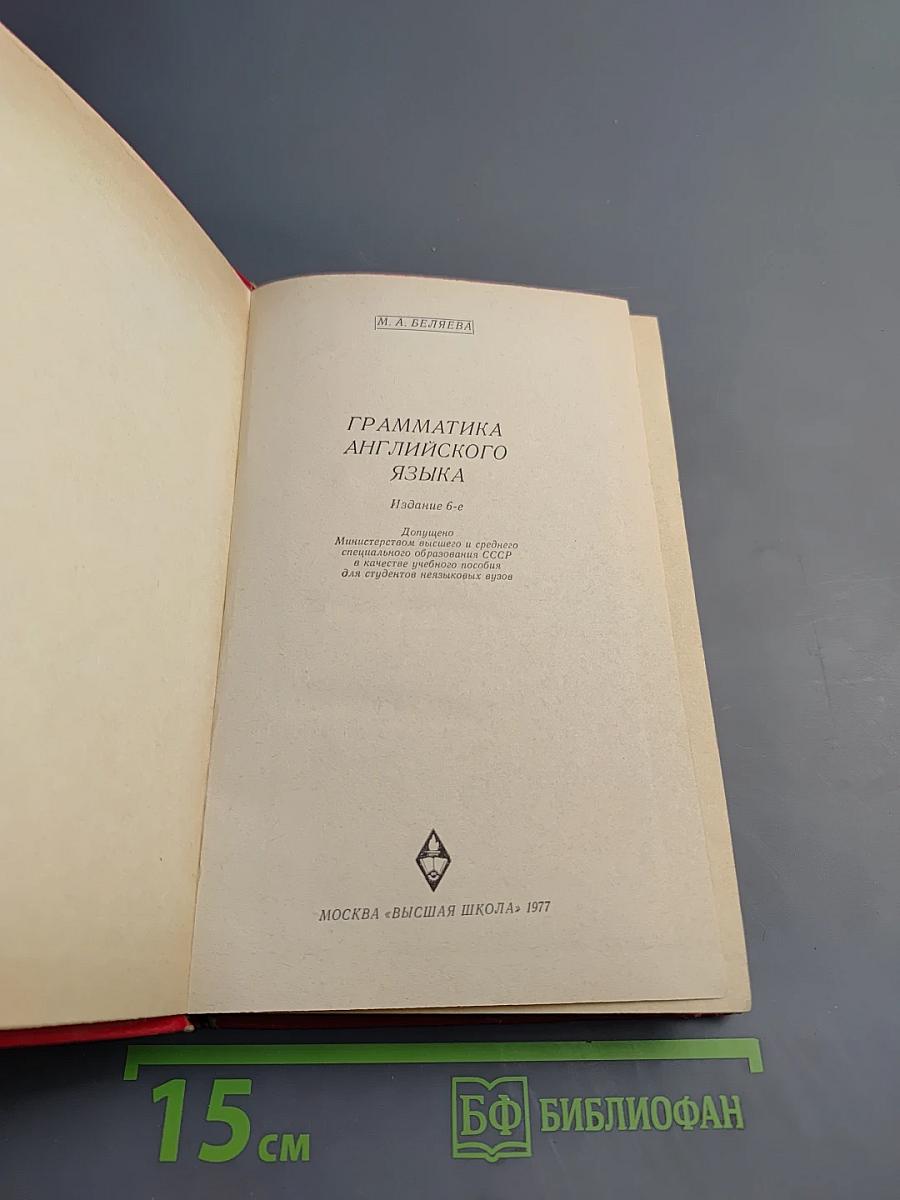 М. А. БЕЛЯЕВА
ГРАММАТИКА
АНГЛИЙСКОГО
ЯЗЫКА
Издание 6-е
Допущено
Министерством высшего и среднего
специального образования СССР
в качестве учебного пособия
для студентов неязыковых вузов
МОСКВА «ВЫСШАЯ ШКОЛА» 1977
15 см
БФ БИБЛИОФАН